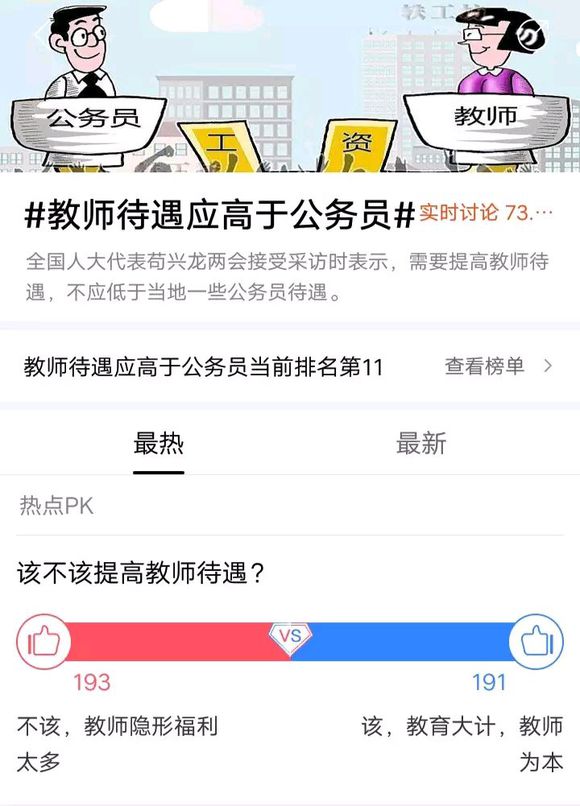 铁工坊
公务员
教师
工 资
#教师待遇应高于公务员#实时讨论 73.…
全国人大代表苟兴龙两会接受采访时表示，需要提高教师待
遇，不应低于当地一些公务员待遇。
教师待遇应高于公务员当前排名第11 查看榜单
最热 最新
热点PK
该不该提高教师待遇？
VS
193 191
不该，教师隐形福利
太多
该，教育大计，教师
为本